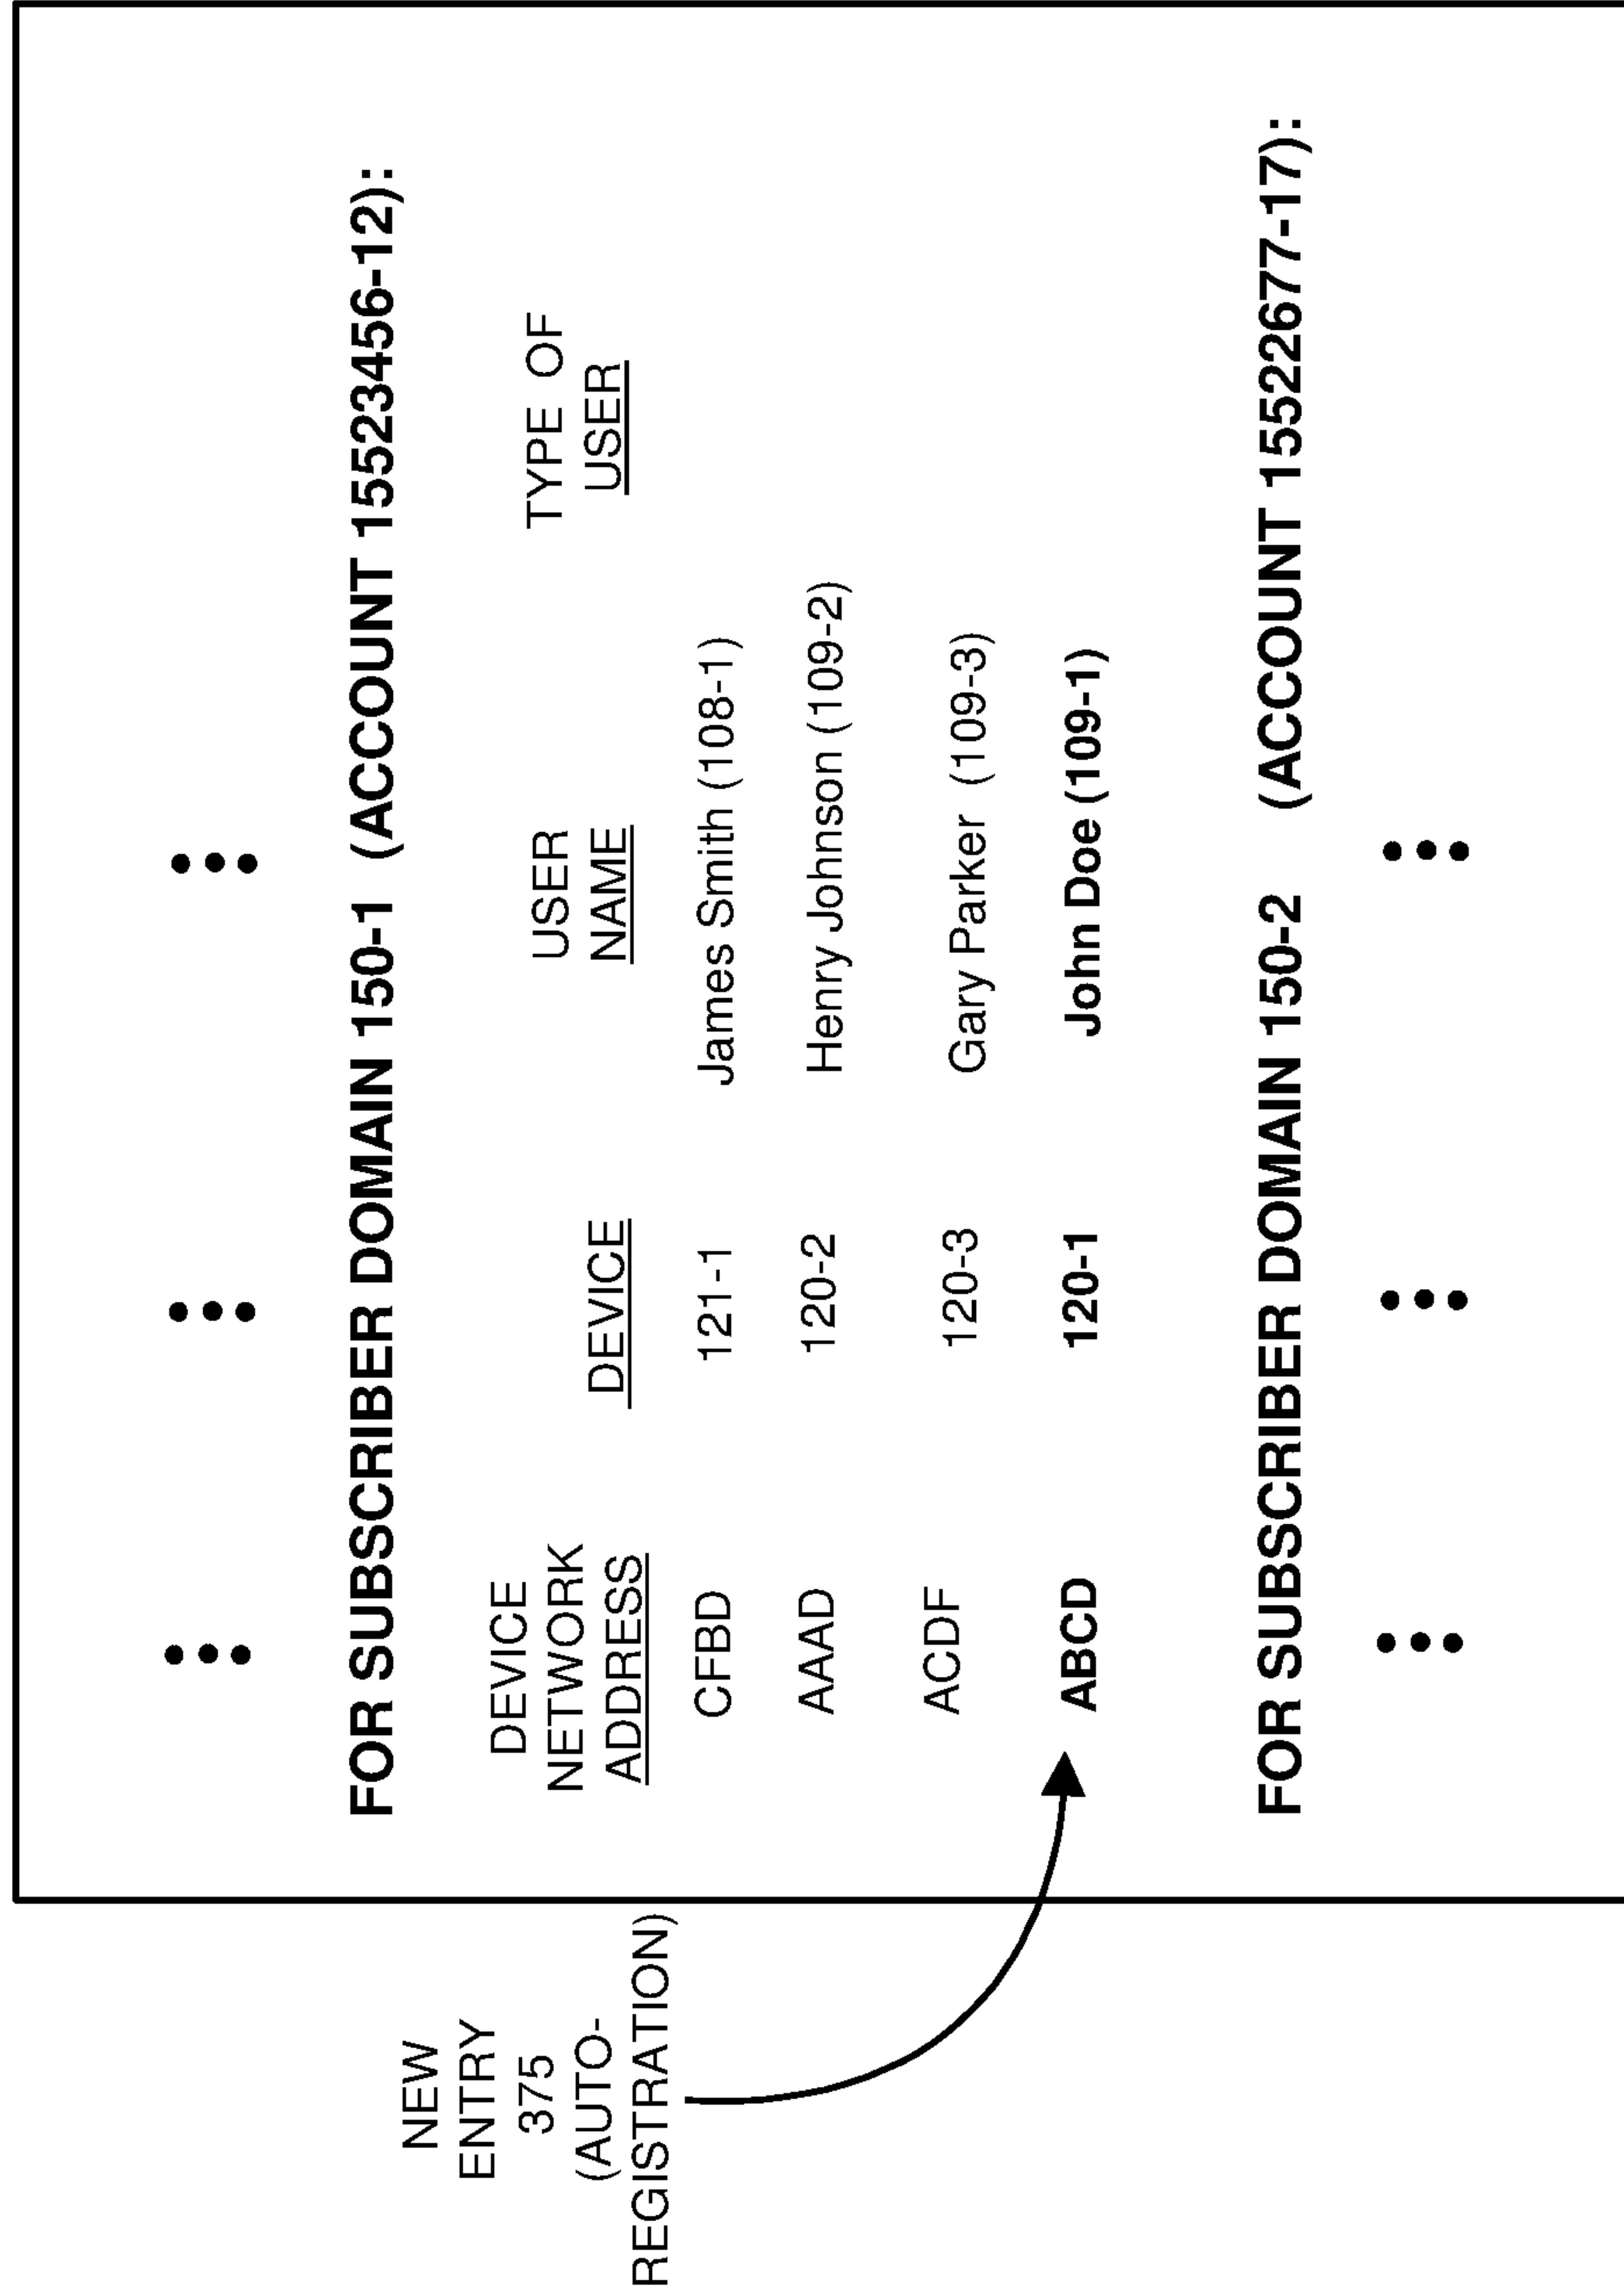 NEW
ENTRY
375
(AUTO-
REGISTRATION)
FOR SUBSCRIBER DOMAIN 150-1 (ACCOUNT 15523456-12):
DEVICE NETWORK ADDRESS DEVICE USER NAME TYPE OF USER
CFBD 121-1 James Smith (108-1)
AAAD 120-2 Henry Johnson (109-2)
ACDF 120-3 Gary Parker (109-3)
ABCD 120-1 John Doe (109-1)
FOR SUBSCRIBER DOMAIN 150-2 (ACCOUNT 15522677-17):